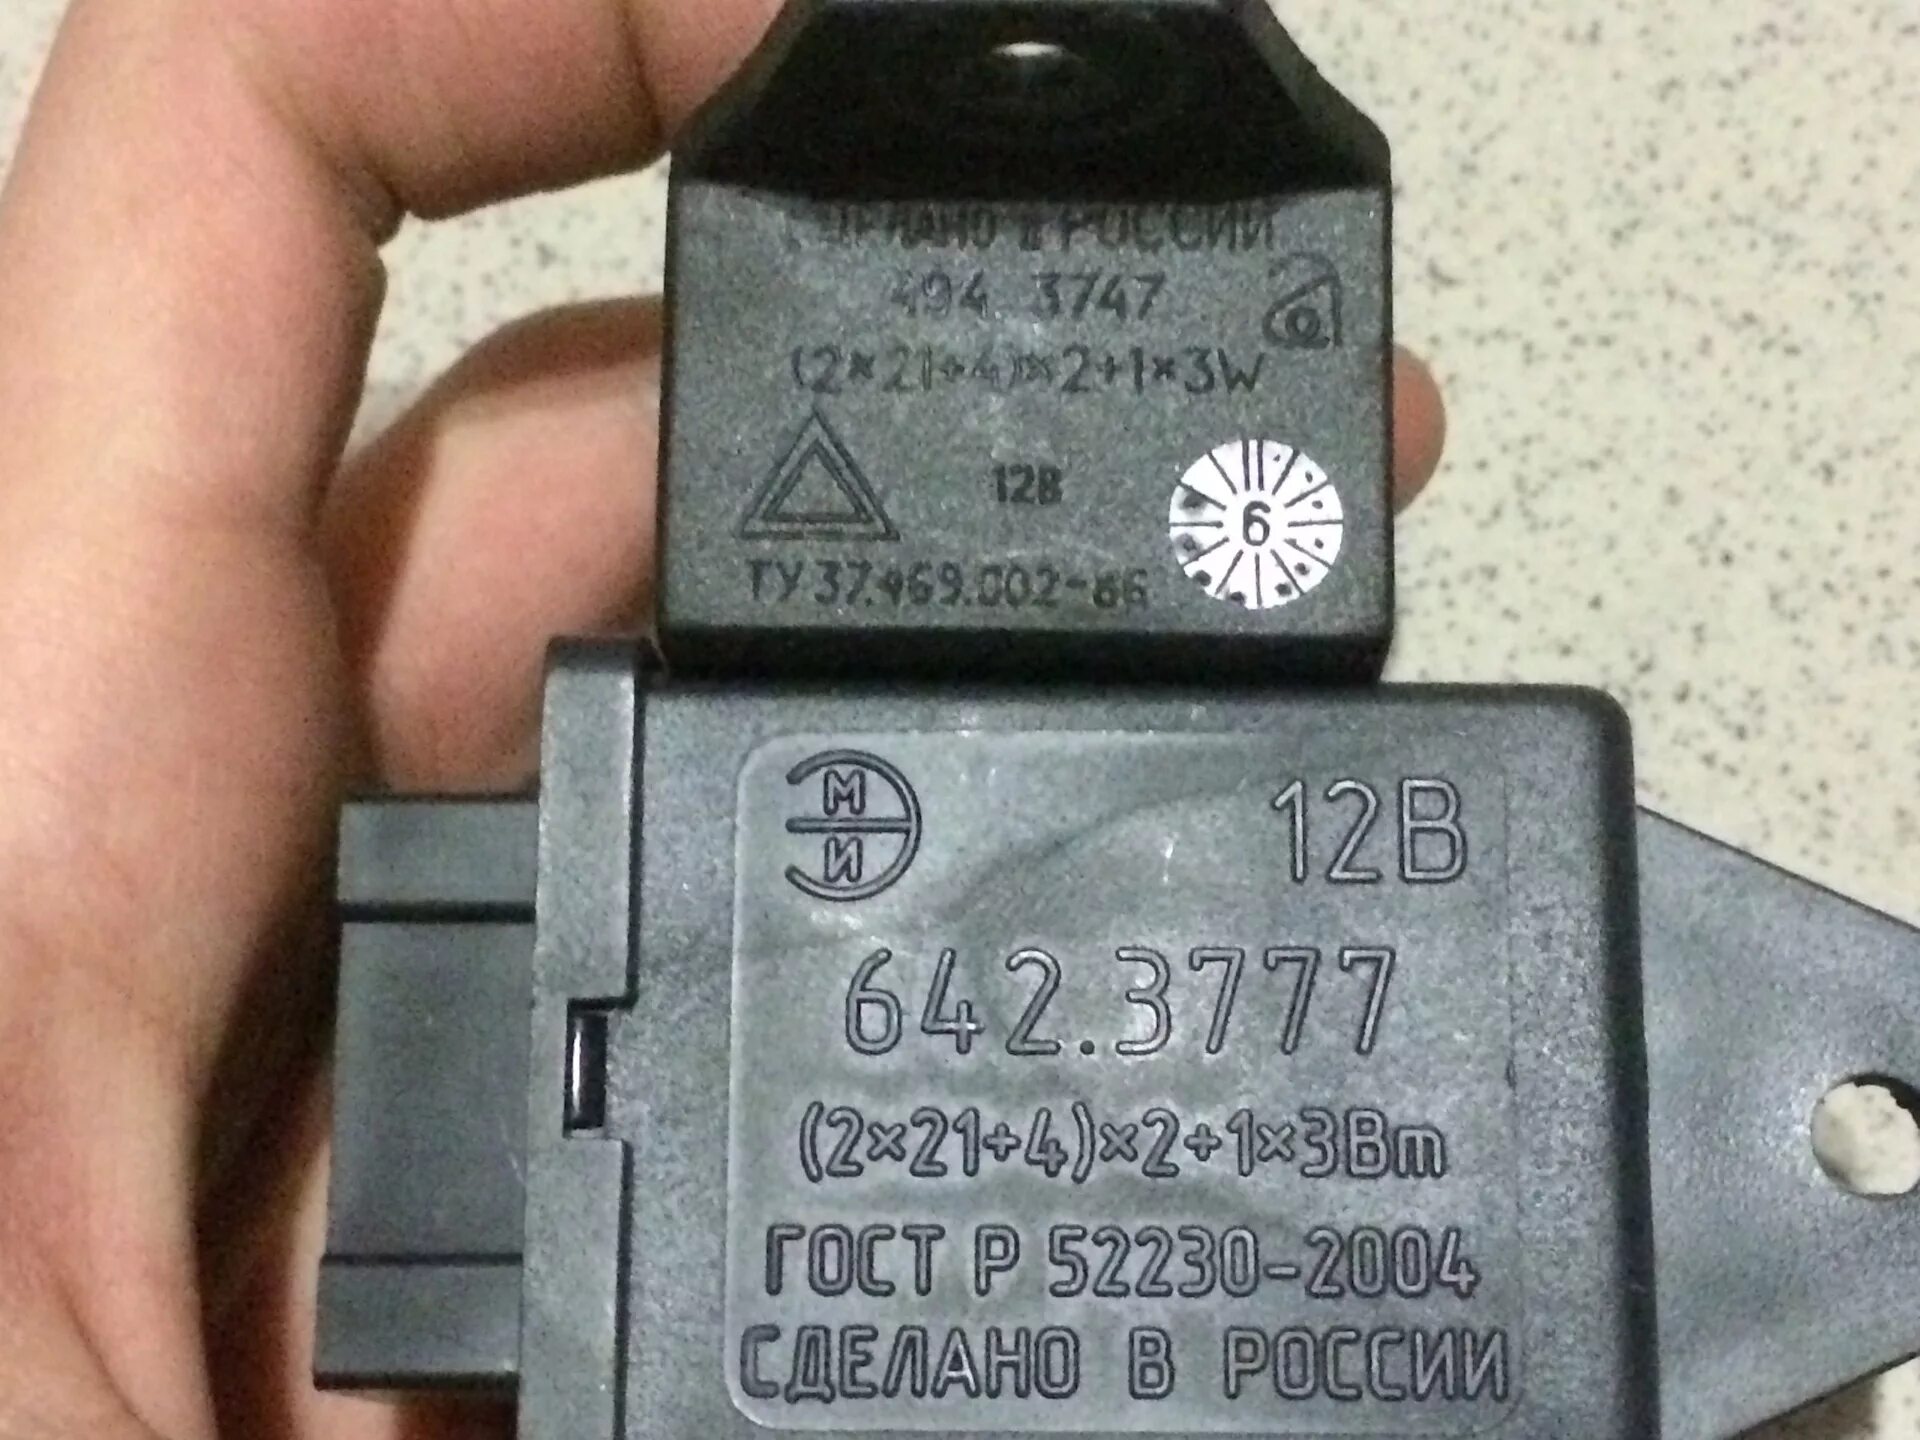 СДЕЛАНО В РОССИИ
494.3747
(2×21+4)×2+1×3W
12В
6
ТУ 37.469.002-86
МИ
12В
642.3777
(2×21+4)×2+1×3Вт
ГОСТ Р 52230-2004
СДЕЛАНО В РОССИИ